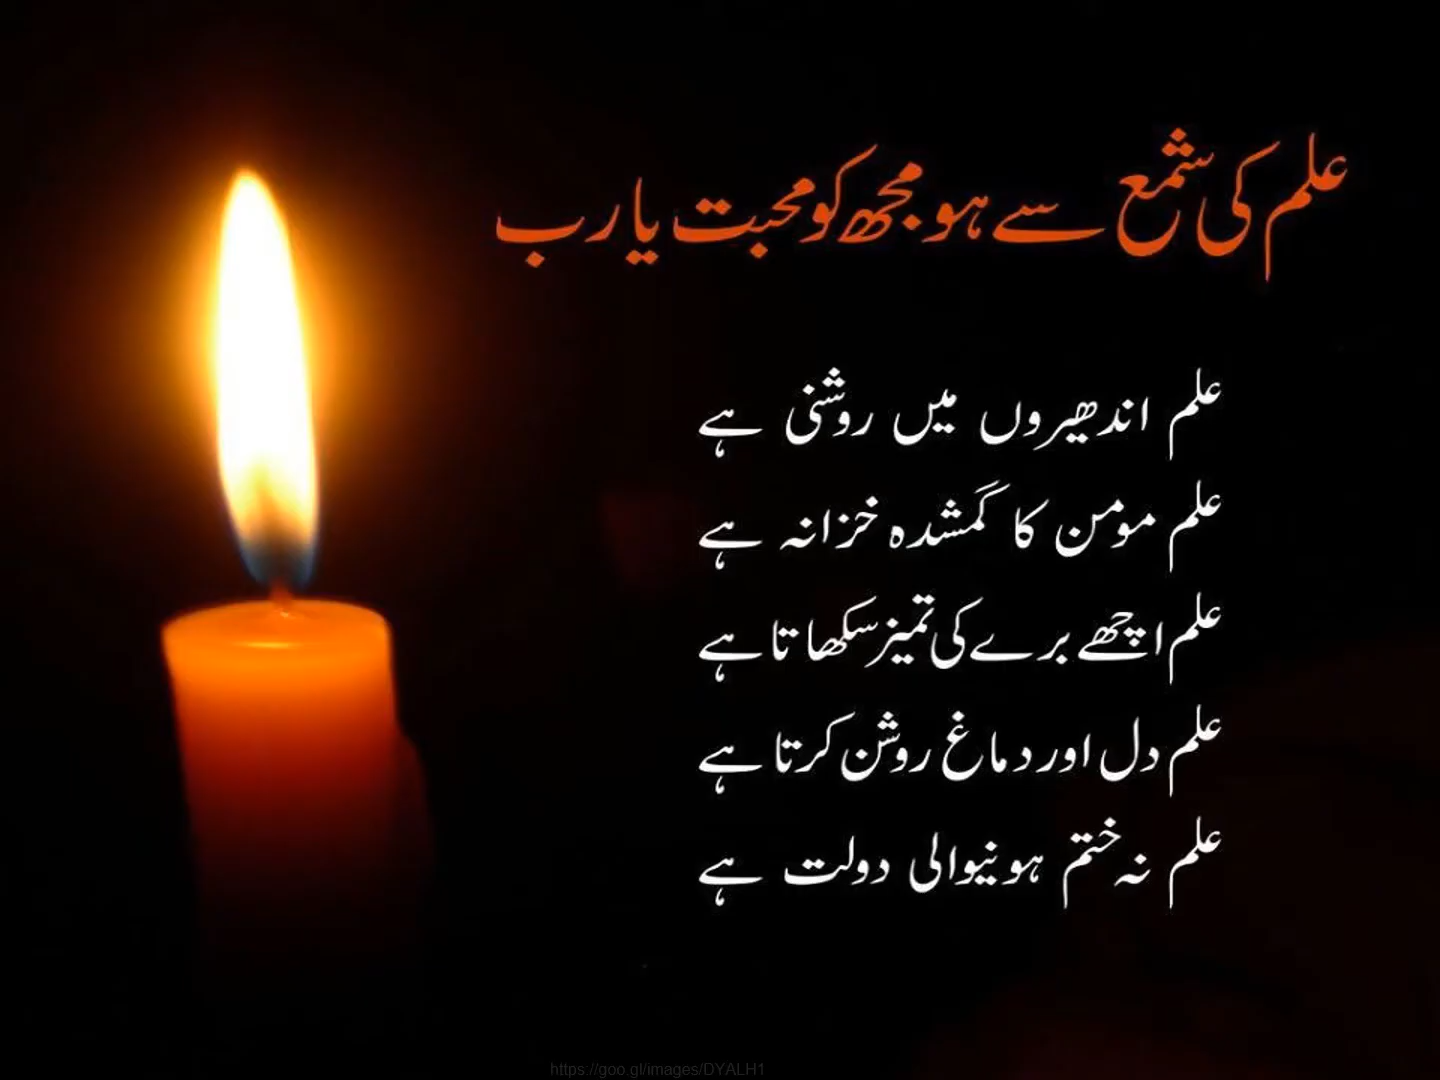 علم کی شمع سے ہو مجھ کو محبت یا رب
علم اندھیروں میں روشنی ہے
علم مومن کا گمشدہ خزانہ ہے
علم اچھے برے کی تمیز سکھاتا ہے
علم دل اور دماغ روشن کرتا ہے
علم نہ ختم ہونیوالی دولت ہے
https://goo.gl/images/DYALH1